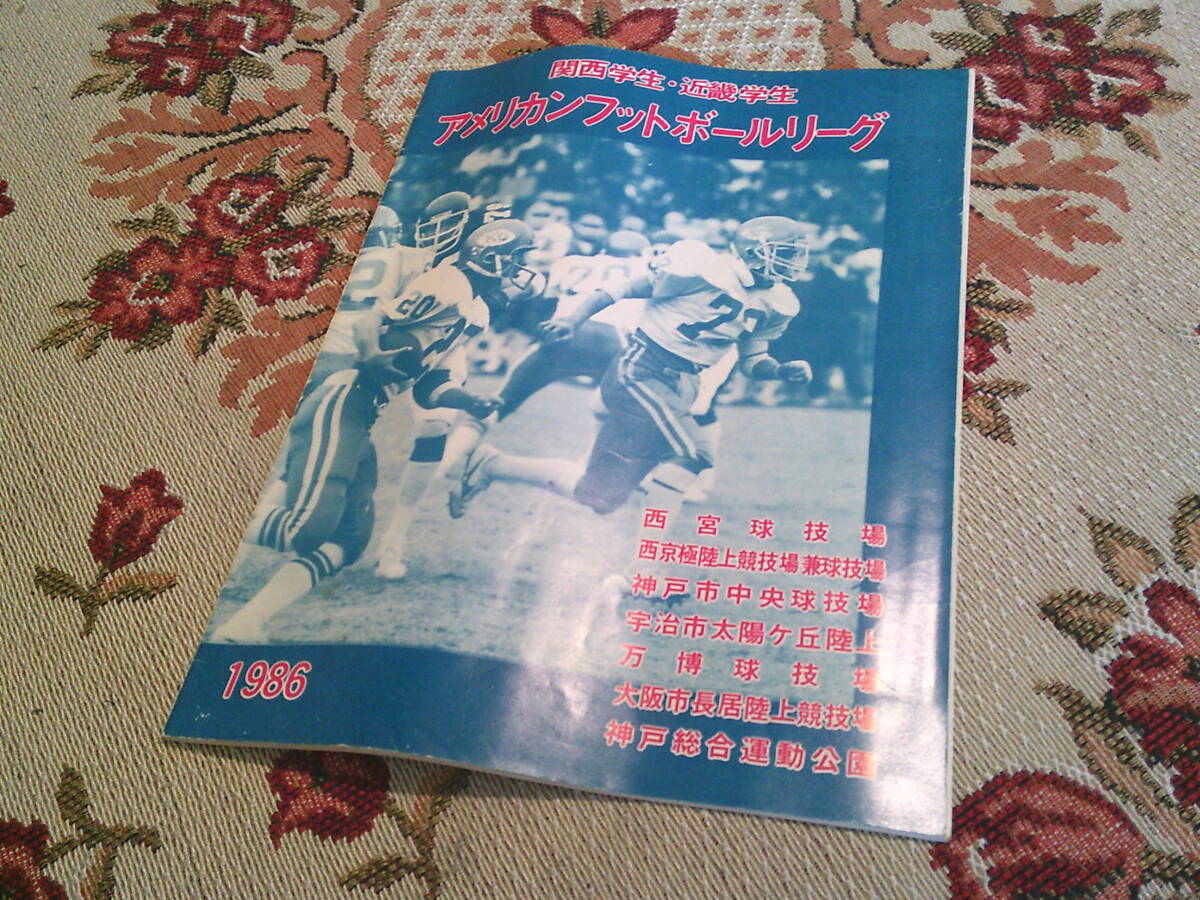 関西学生・近畿学生
アメリカンフットボールリーグ
20
西宮球技場
西京極陸上競技場兼球技場
神戸市中央球技場
宇治市太陽ケ丘陸上
万博球技場
大阪市長居陸上競技場
神戸総合運動公園
1986